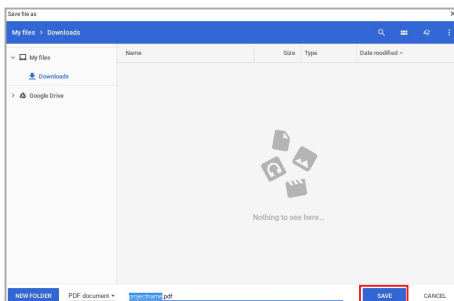 Save file as
My files > Downloads
My files
Downloads
Google Drive
Name Size Type Date modified
Nothing to see here...
NEW FOLDER PDF document projectname.pdf SAVE CANCEL